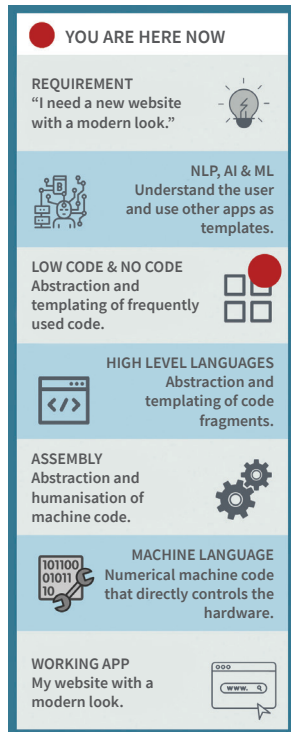 YOU ARE HERE NOW
REQUIREMENT
“I need a new website
with a modern look.”
NLP, AI & ML
Understand the user
and use other apps as
templates.
LOW CODE & NO CODE
Abstraction and
templating of frequently
used code.
HIGH LEVEL LANGUAGES
Abstraction and
templating of code
fragments.
ASSEMBLY
Abstraction and
humanisation of
machine code.
101100
01011
10
MACHINE LANGUAGE
Numerical machine code
that directly controls the
hardware.
WORKING APP
My website with a
modern look.
www.